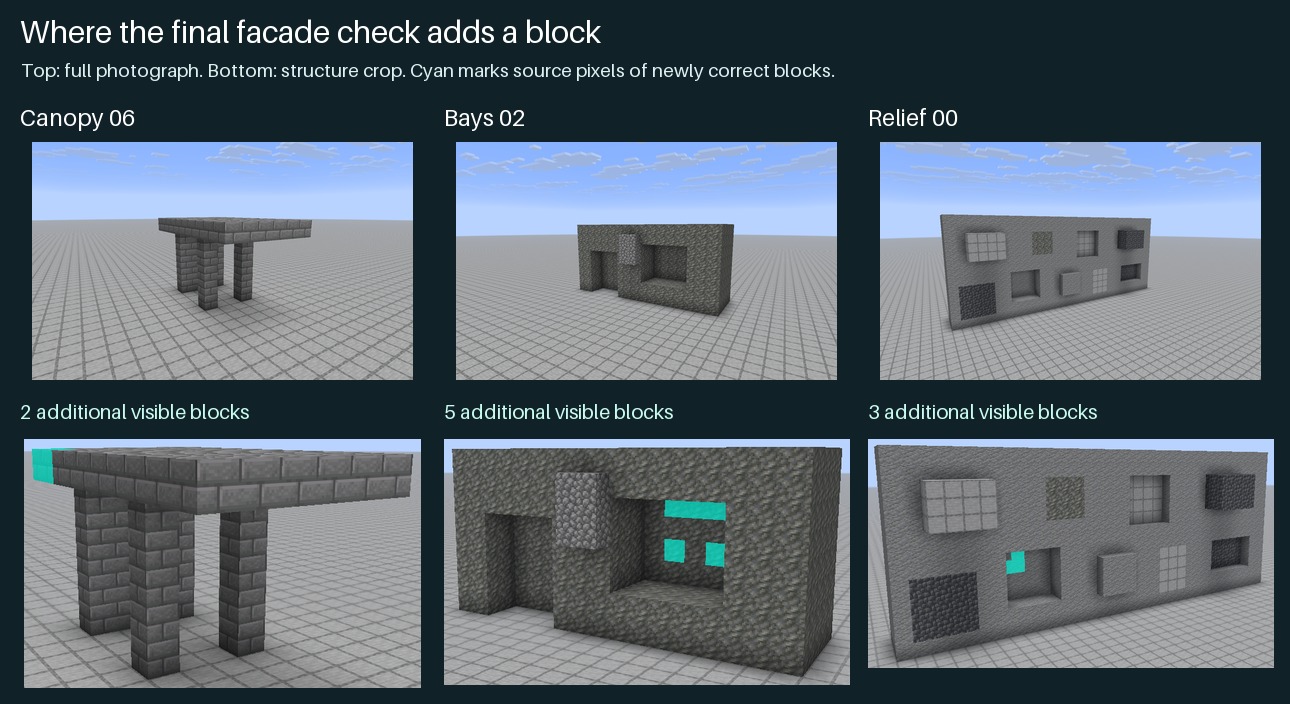 Where the final facade check adds a block
Top: full photograph. Bottom: structure crop. Cyan marks source pixels of newly correct blocks.
Canopy 06
Bays 02
Relief 00
2 additional visible blocks
5 additional visible blocks
3 additional visible blocks